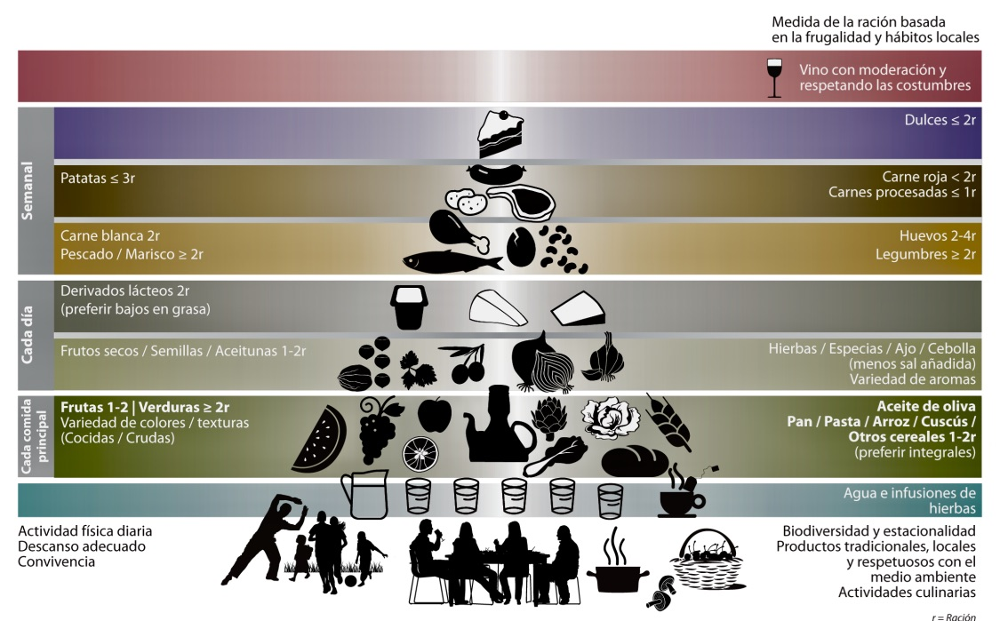 Medida de la ración basada
en la frugalidad y hábitos locales
Vino con moderación y
respetando las costumbres
Semanal
Dulces ≤ 2r
Patatas ≤ 3r
Carne roja < 2r
Carnes procesadas ≤ 1r
Carne blanca 2r
Pescado / Marisco ≥ 2r
Huevos 2-4r
Legumbres ≥ 2r
Cada día
Derivados lácteos 2r
(preferir bajos en grasa)
Frutos secos / Semillas / Aceitunas 1-2r
Hierbas / Especias / Ajo / Cebolla
(menos sal añadida)
Variedad de aromas
Cada comida
principal
Frutas 1-2 | Verduras ≥ 2r
Variedad de colores / texturas
(Cocidas / Crudas)
Aceite de oliva
Pan / Pasta / Arroz / Cuscús /
Otros cereales 1-2r
(preferir integrales)
Agua e infusiones de
hierbas
Actividad física diaria
Descanso adecuado
Convivencia
Biodiversidad y estacionalidad
Productos tradicionales, locales
y respetuosos con el
medio ambiente
Actividades culinarias
r = Ración